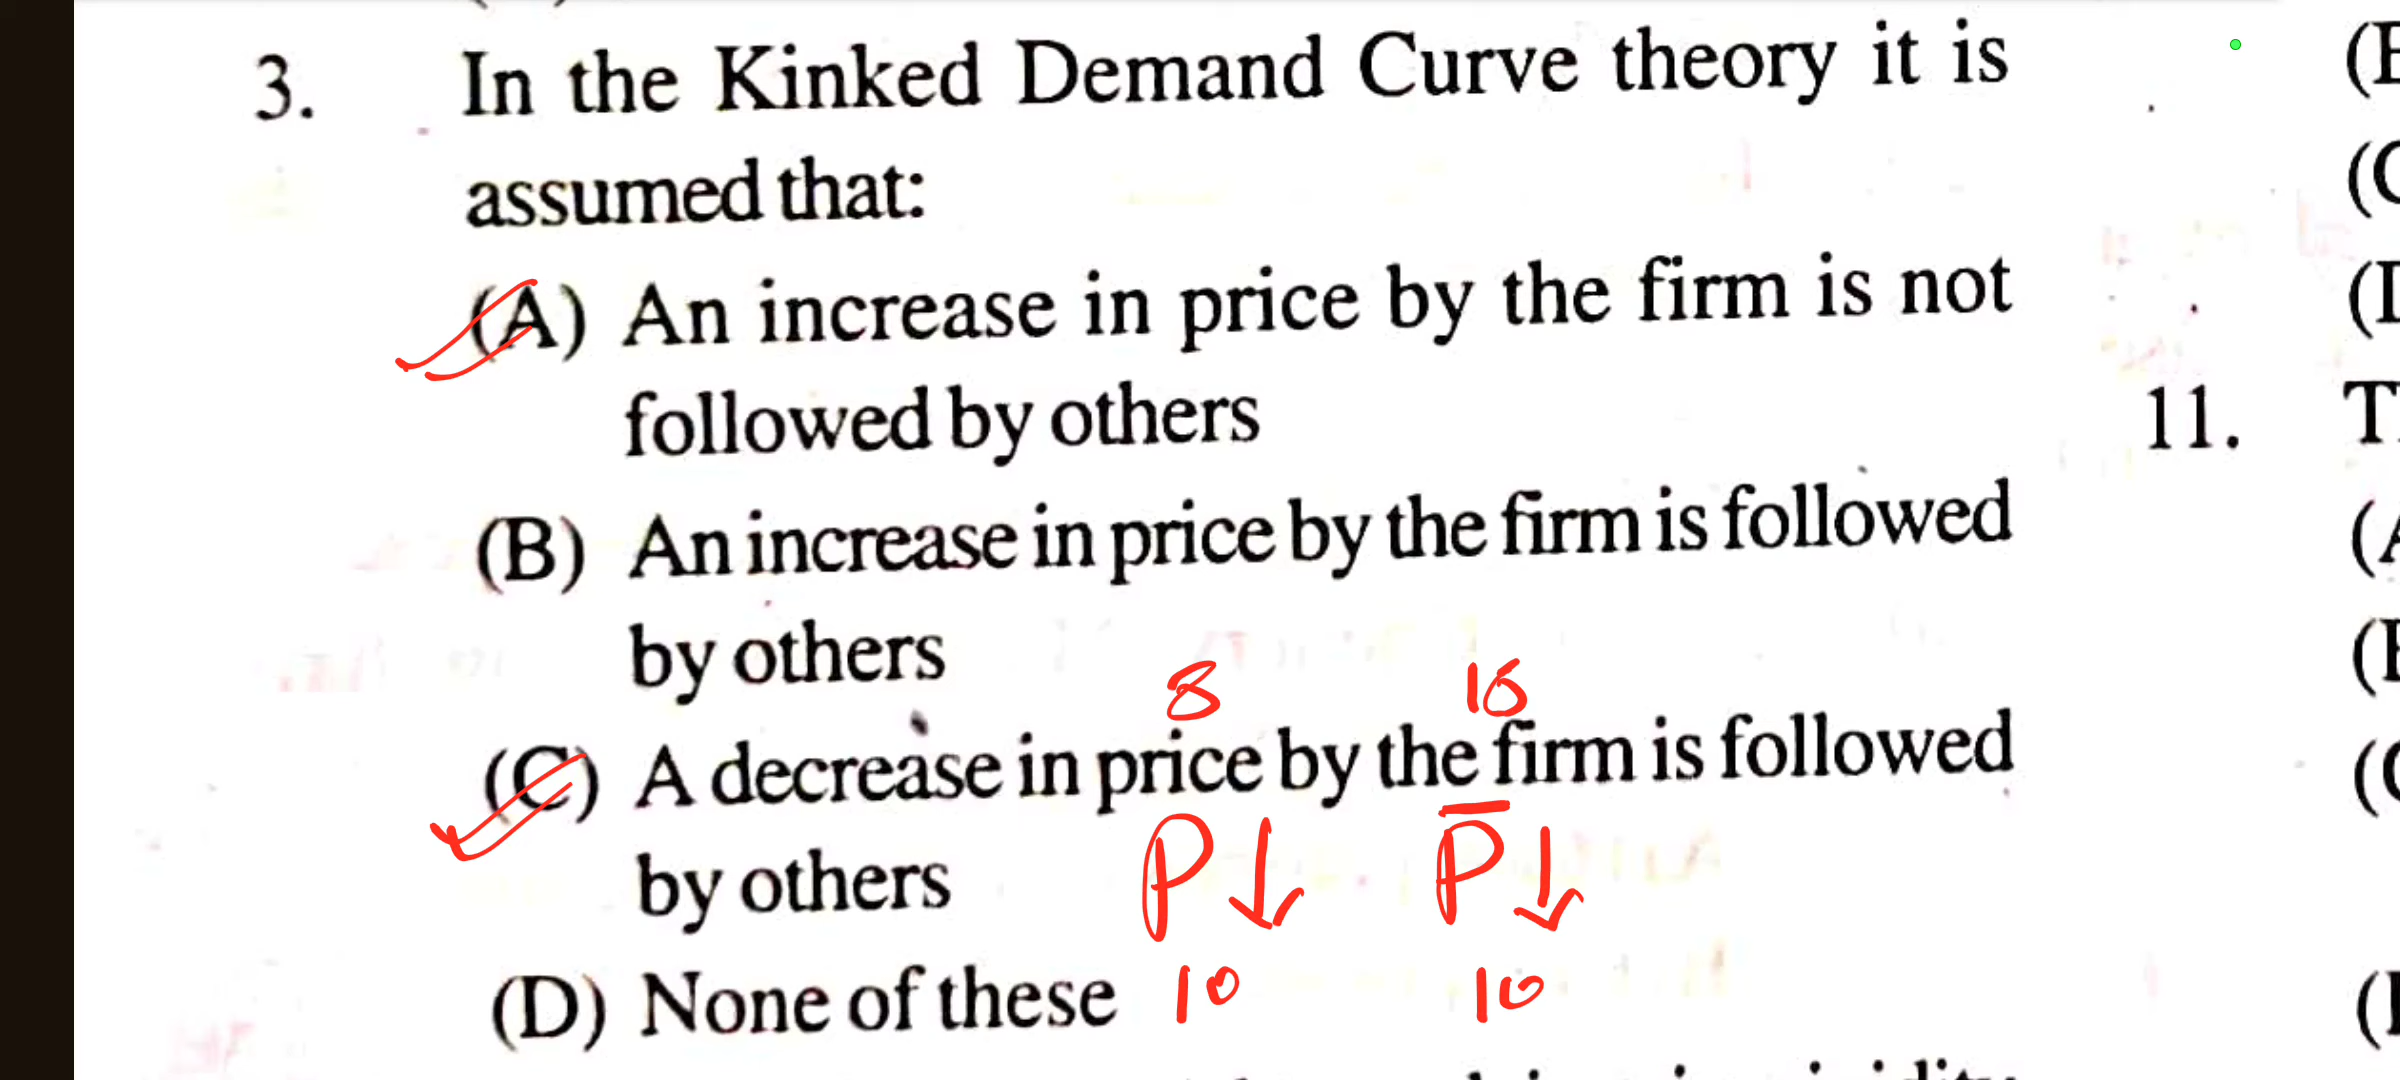 3. In the Kinked Demand Curve theory it is
assumed that:
(A) An increase in price by the firm is not
followed by others
(B) An increase in price by the firm is followed
by others
8
(C) A decrease in price by the firm is followed
by others P↓ P↓
(D) None of these 10 10
11.